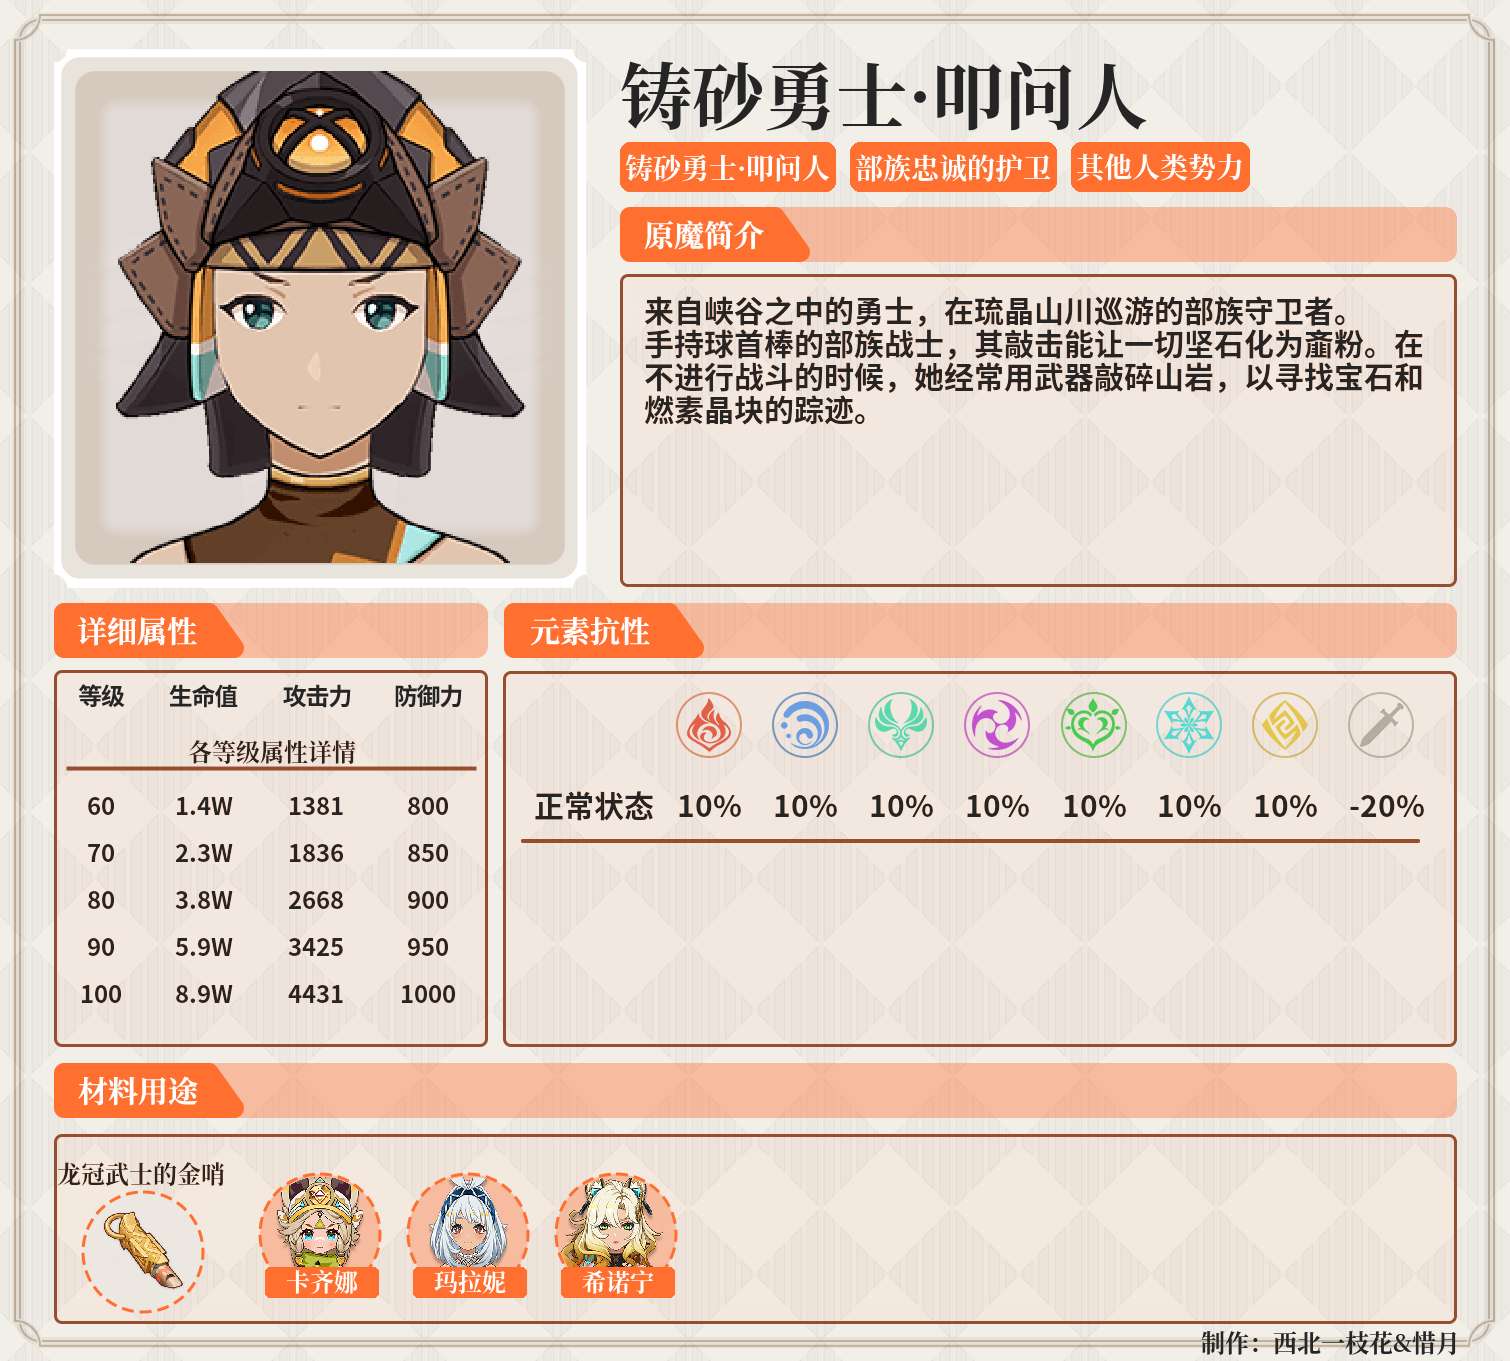 铸砂勇士·叩问人
铸砂勇士·叩问人 部族忠诚的护卫 其他人类势力
原魔简介
来自峡谷之中的勇士，在琉晶山川巡游的部族守卫者。
手持球首棒的部族战士，其敲击能让一切坚石化为齑粉。在
不进行战斗的时候，她经常用武器敲碎山岩，以寻找宝石和
燃素晶块的踪迹。
详细属性
等级 生命值 攻击力 防御力
各等级属性详情
60 1.4W 1381 800
70 2.3W 1836 850
80 3.8W 2668 900
90 5.9W 3425 950
100 8.9W 4431 1000
元素抗性
正常状态 10% 10% 10% 10% 10% 10% 10% -20%
材料用途
龙冠武士的金哨
卡齐娜 玛拉妮 希诺宁
制作：西北一枝花&惜月